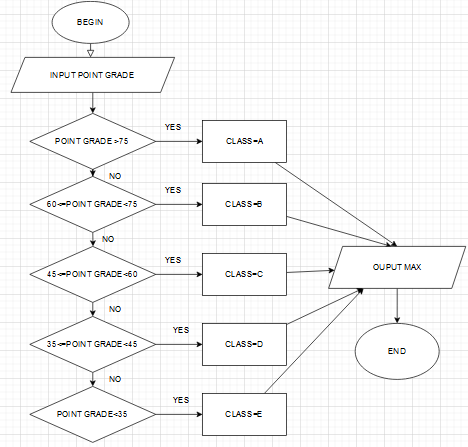 BEGIN
INPUT POINT GRADE
POINT GRADE >75
YES
CLASS=A
NO
60<=POINT GRADE<75
YES
CLASS=B
NO
45<=POINT GRADE<60
YES
CLASS=C
OUPUT MAX
NO
35<=POINT GRADE<45
YES
CLASS=D
END
NO
POINT GRADE<35
YES
CLASS=E